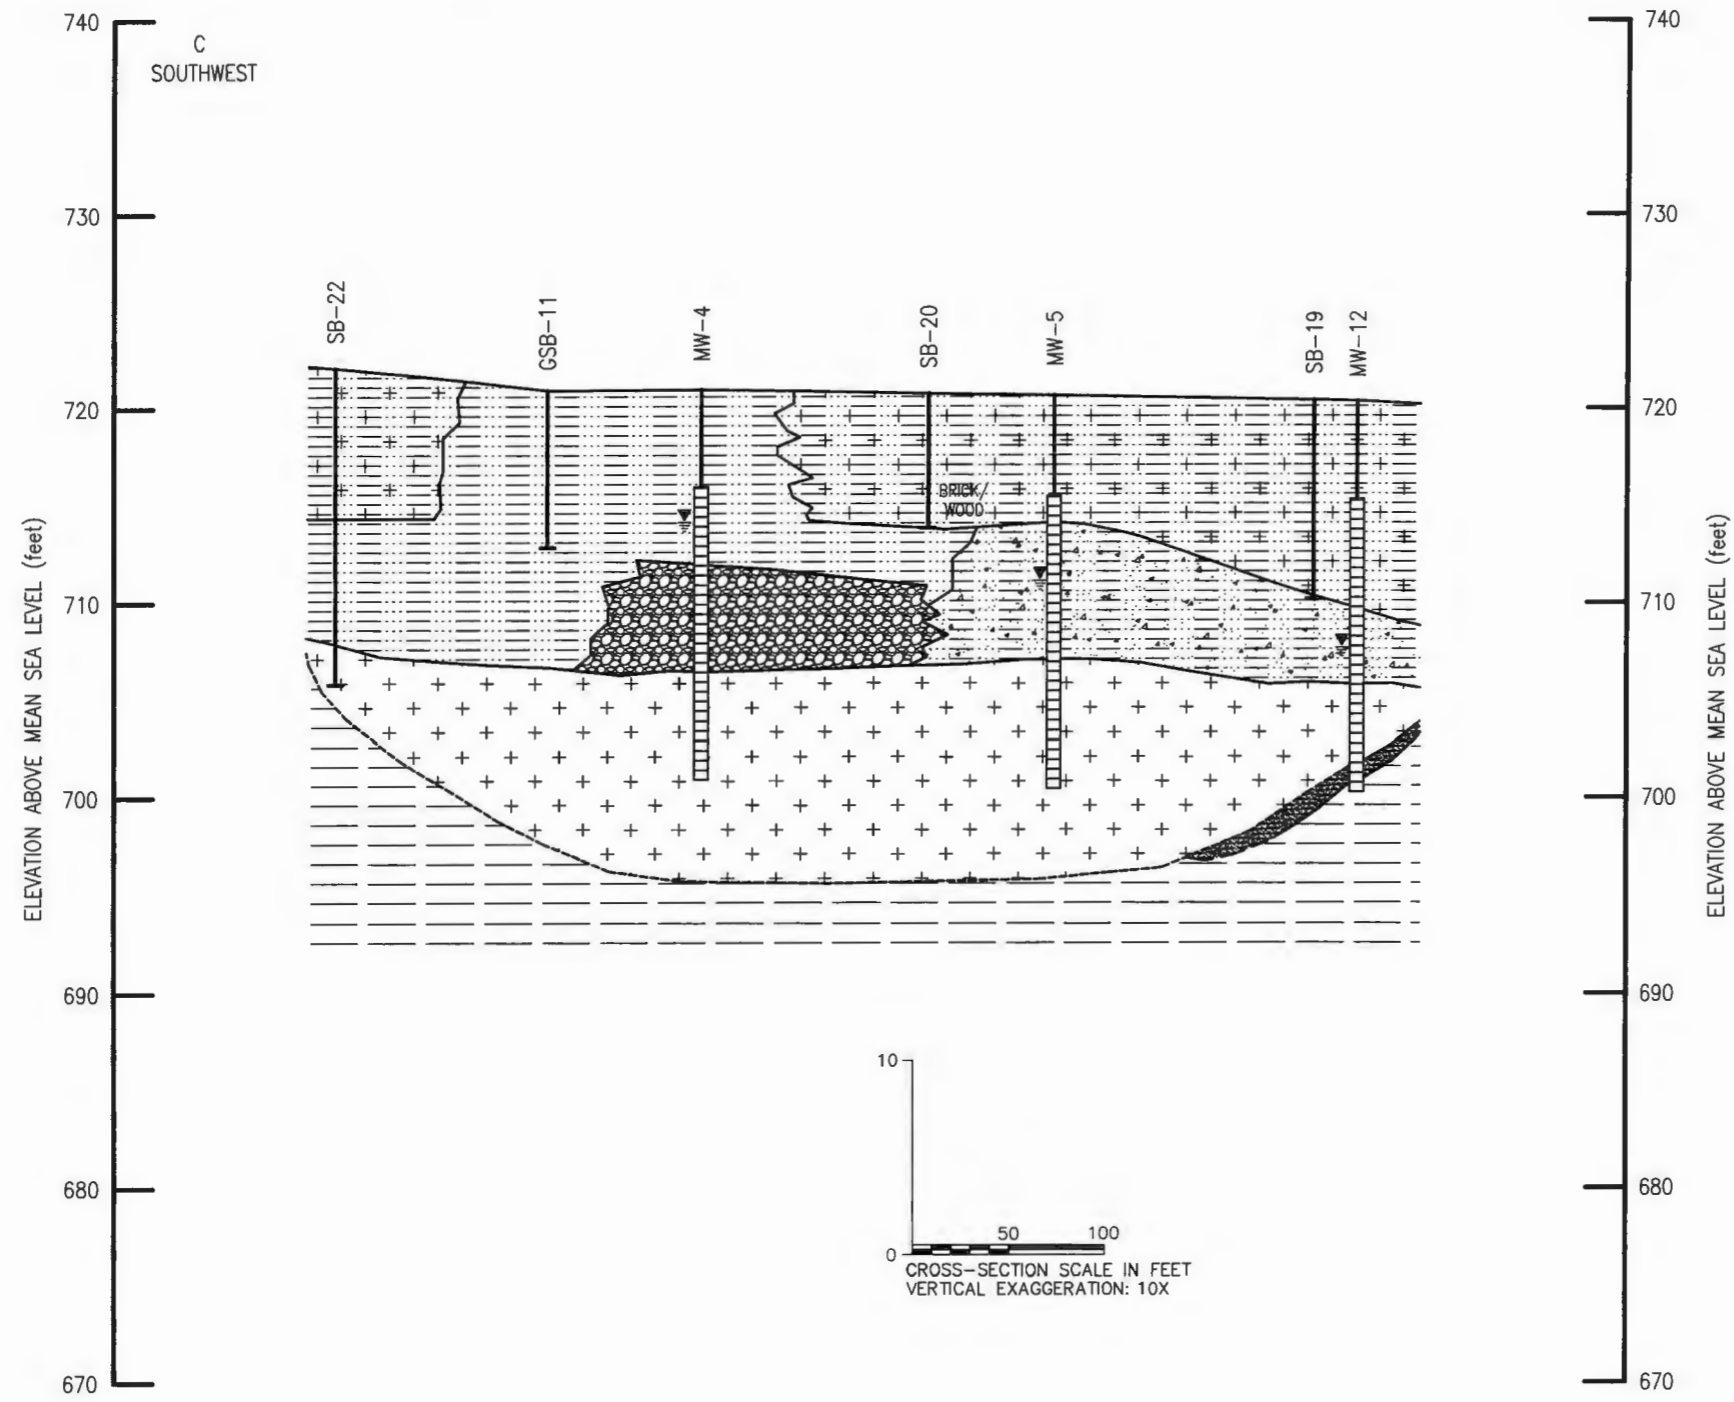 740
740
C
SOUTHWEST
730
730
SB-22
GSB-11
MW-4
SB-20
MW-5
SB-19
MW-12
720
720
BRICK/
WOOD
710
710
700
700
690
690
680
680
670
670
ELEVATION ABOVE MEAN SEA LEVEL (feet)
ELEVATION ABOVE MEAN SEA LEVEL (feet)
10
0
50
100
CROSS-SECTION SCALE IN FEET
VERTICAL EXAGGERATION: 10X